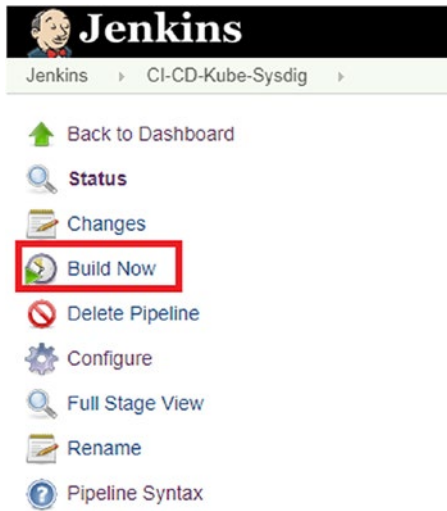 Jenkins
Jenkins CI-CD-Kube-Sysdig
Back to Dashboard
Status
Changes
Build Now
Delete Pipeline
Configure
Full Stage View
Rename
Pipeline Syntax